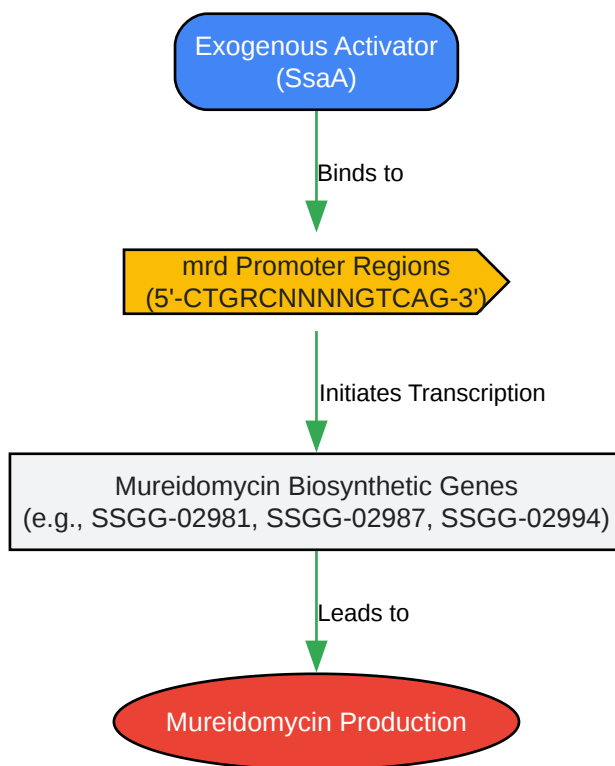 Exogenous Activator
(SsaA)
Binds to
mrd Promoter Regions
(5'-CTGRCNNNNGTCAG-3')
Initiates Transcription
Mureidomycin Biosynthetic Genes
(e.g., SSGG-02981, SSGG-02987, SSGG-02994)
Leads to
Mureidomycin Production